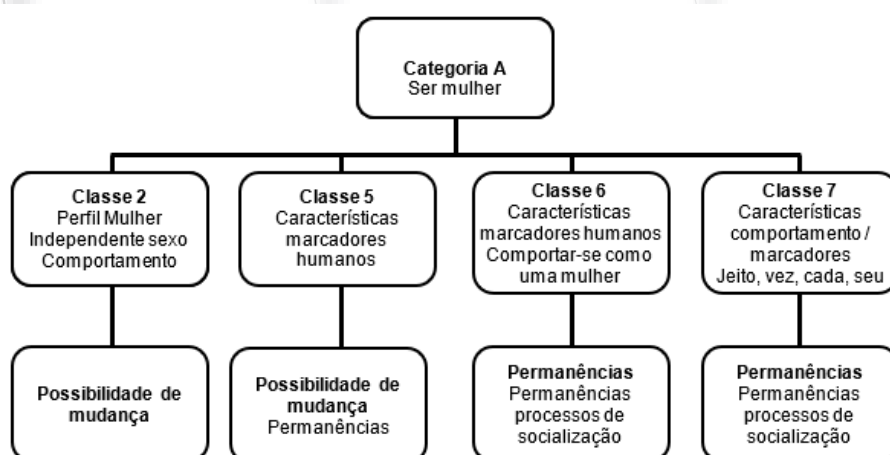 Categoria A
Ser mulher
Classe 2
Perfil Mulher
Independente sexo
Comportamento
Classe 5
Características
marcadores
humanos
Classe 6
Características
marcadores humanos
Comportar-se como
uma mulher
Classe 7
Características
comportamento /
marcadores
Jeito, vez, cada, seu
Possibilidade de
mudança
Possibilidade de
mudança
Permanências
Permanências
Permanências
processos de
socialização
Permanências
Permanências
processos de
socialização